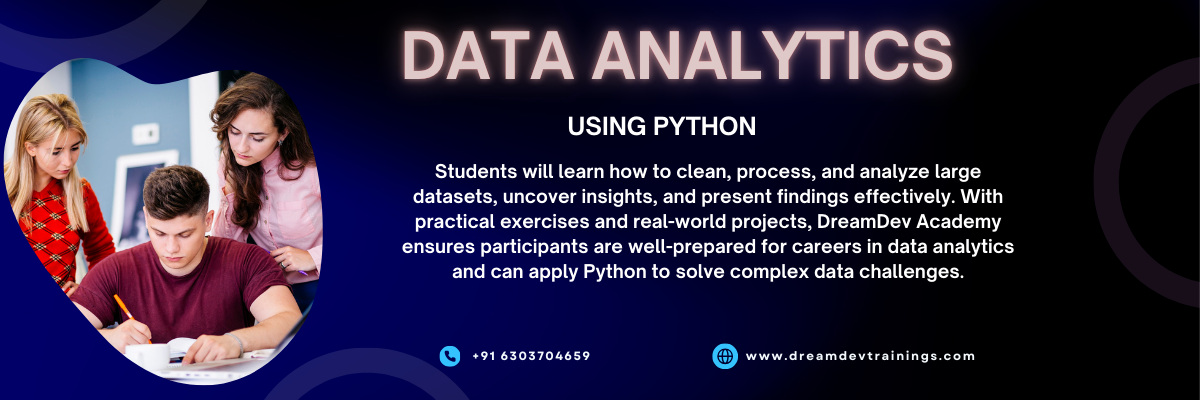 DATA ANALYTICS
USING PYTHON
Students will learn how to clean, process, and analyze large
datasets, uncover insights, and present findings effectively. With
practical exercises and real-world projects, DreamDev Academy
ensures participants are well-prepared for careers in data analytics
and can apply Python to solve complex data challenges.
+91 6303704659
www.dreamdevtrainings.com